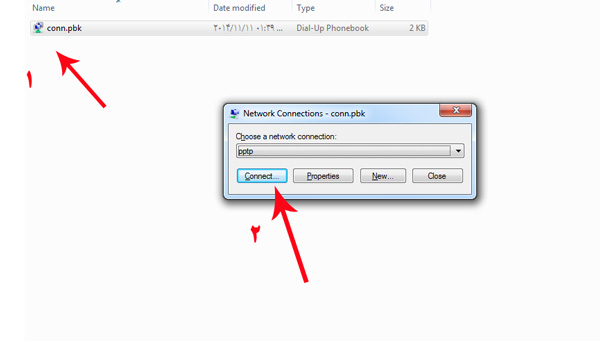 Name Date modified Type Size
conn.pbk ۲۰۱۴/۱۱/۱۱ ۰۱:۳۹ ... Dial-Up Phonebook 2 KB
۱
Network Connections - conn.pbk
Choose a network connection:
pptp
Connect... Properties New... Close
۲